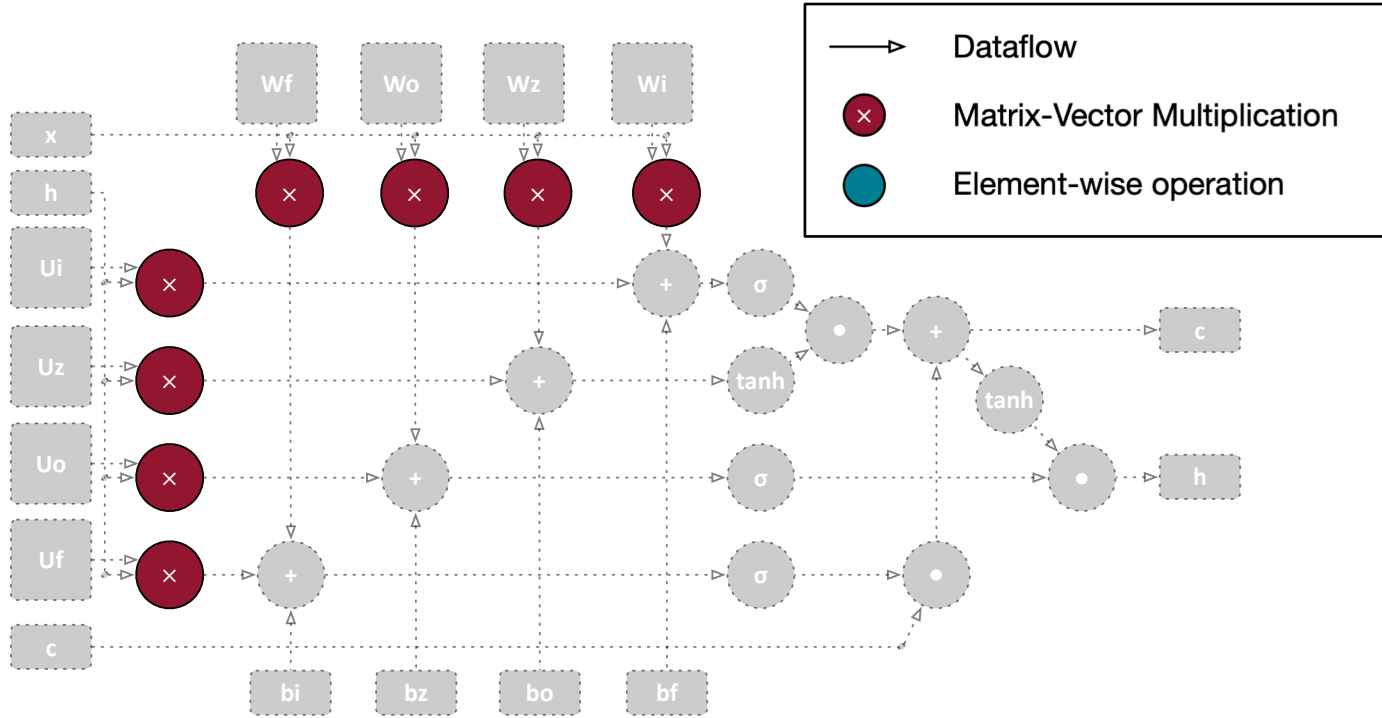 Wf Wo Wz Wi
Dataflow
× Matrix-Vector Multiplication
Element-wise operation
x
h
× × × ×
Ui × + σ
• + c
Uz × + tanh
tanh
Uo × + σ • h
Uf × + σ •
c
bi bz bo bf